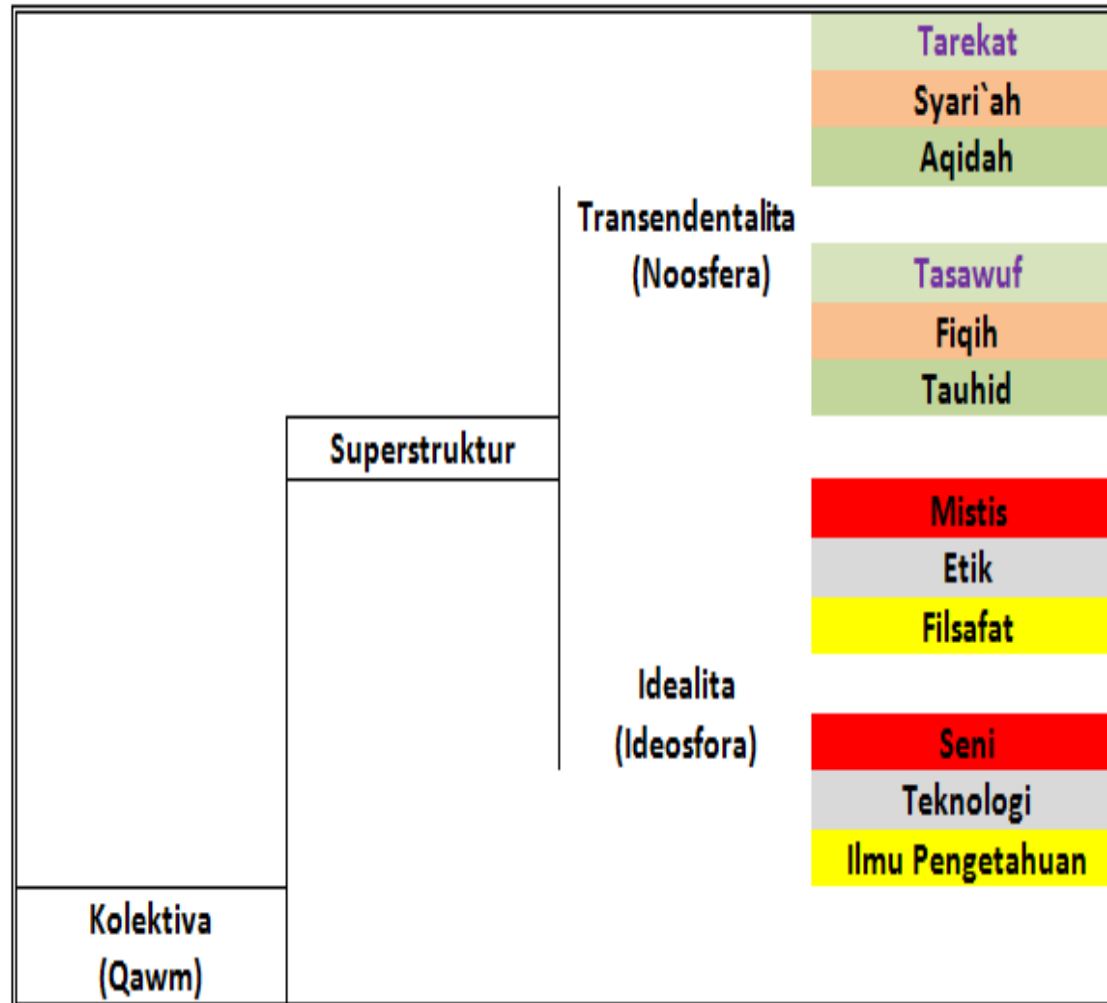 Tarekat
Syari`ah
Aqidah
Transendentalita
(Noosfera)
Tasawuf
Fiqih
Tauhid
Superstruktur
Mistis
Etik
Filsafat
Idealita
(Ideosfora)
Seni
Teknologi
Ilmu Pengetahuan
Kolektiva
(Qawm)